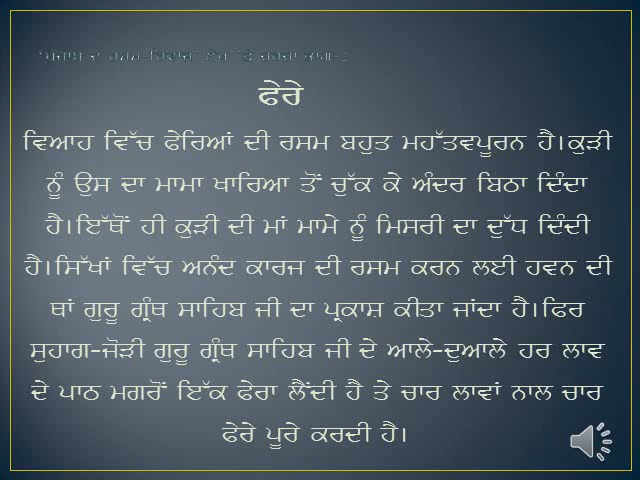 ਫੇਰੇ
ਵਿਆਹ ਵਿੱਚ ਫੇਰਿਆਂ ਦੀ ਰਸਮ ਬਹੁਤ ਮਹੱਤਵਪੂਰਨ ਹੈ।ਕੁੜੀ
ਨੂੰ ਉਸ ਦਾ ਮਾਮਾ ਖਾਰਿਆ ਤੋਂ ਚੁੱਕ ਕੇ ਅੰਦਰ ਬਿਠਾ ਦਿੰਦਾ
ਹੈ।ਇੱਥੋਂ ਹੀ ਕੁੜੀ ਦੀ ਮਾਂ ਮਾਮੇ ਨੂੰ ਮਿਸਰੀ ਦਾ ਦੁੱਧ ਦਿੰਦੀ
ਹੈ।ਸਿੱਖਾਂ ਵਿੱਚ ਅਨੰਦ ਕਾਰਜ ਦੀ ਰਸਮ ਕਰਨ ਲਈ ਹਵਨ ਦੀ
ਥਾਂ ਗੁਰੂ ਗ੍ਰੰਥ ਸਾਹਿਬ ਜੀ ਦਾ ਪ੍ਰਕਾਸ਼ ਕੀਤਾ ਜਾਂਦਾ ਹੈ।ਫਿਰ
ਸੁਹਾਗ-ਜੋੜੀ ਗੁਰੂ ਗ੍ਰੰਥ ਸਾਹਿਬ ਜੀ ਦੇ ਆਲੇ-ਦੁਆਲੇ ਹਰ ਲਾਵ
ਦੇ ਪਾਠ ਮਗਰੋਂ ਇੱਕ ਫੇਰਾ ਲੈਂਦੀ ਹੈ ਤੇ ਚਾਰ ਲਾਵਾਂ ਨਾਲ ਚਾਰ
ਫੇਰੇ ਪੂਰੇ ਕਰਦੀ ਹੈ।